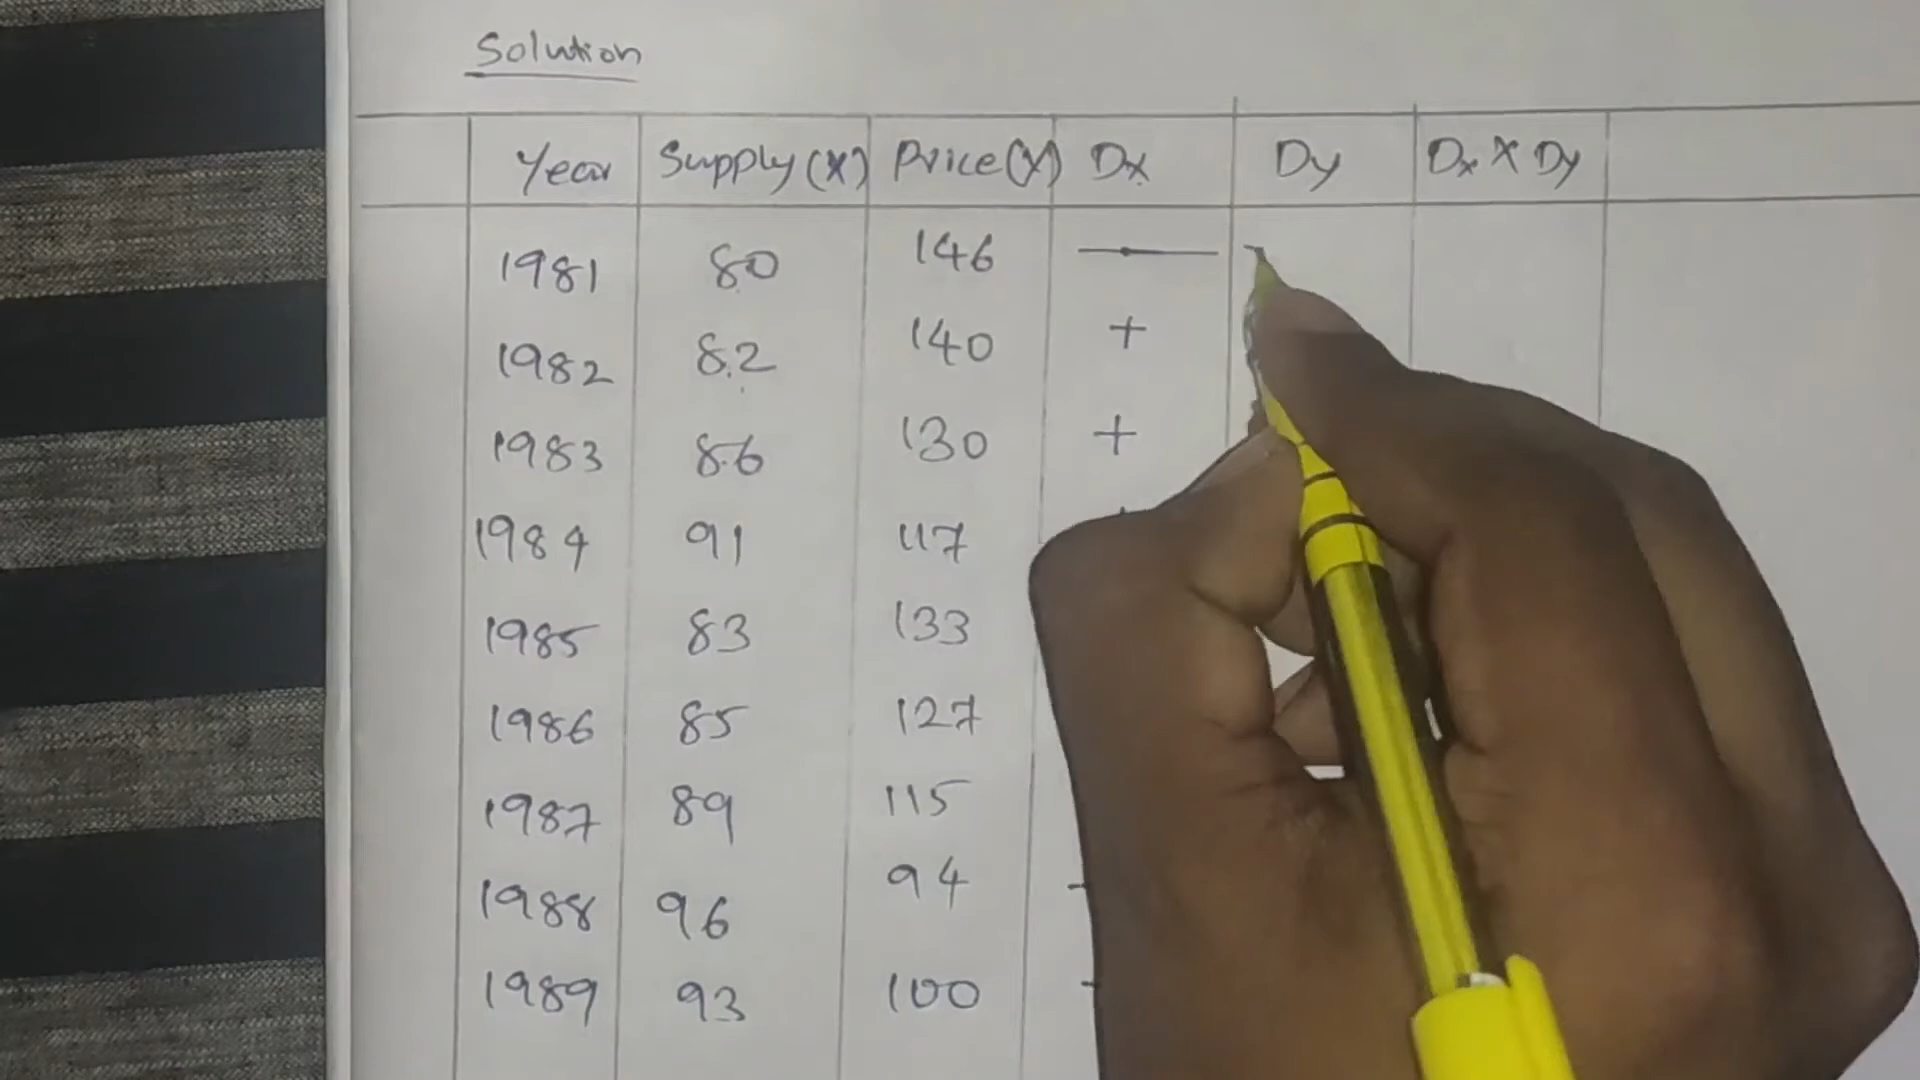 Solution
Year Supply (X) Price (Y) Dx Dy Dx X Dy
1981 80 146 —
1982 82 140 +
1983 86 130 +
1984 91 117
1985 83 133
1986 85 127
1987 89 115
1988 96 94
1989 93 100